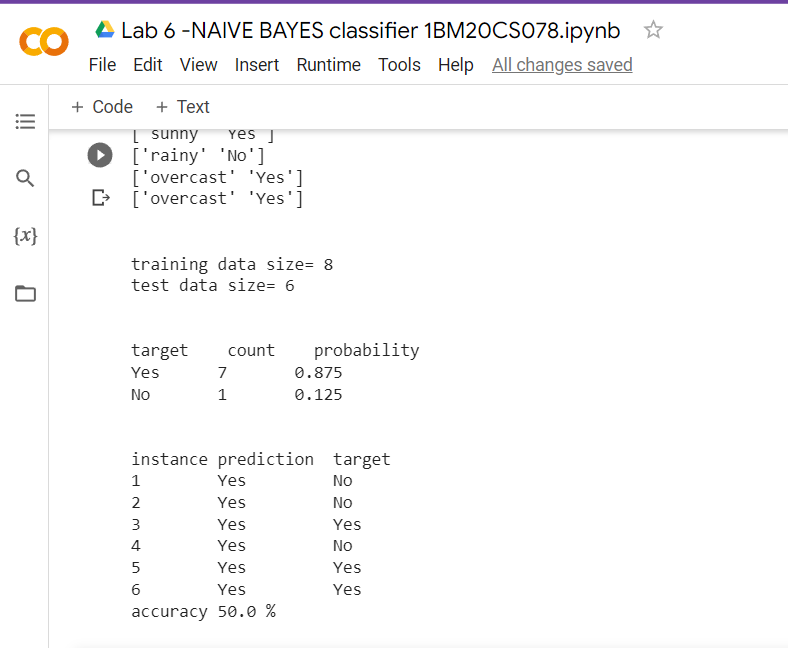 Lab 6 -NAIVE BAYES classifier 1BM20CS078.ipynb
File Edit View Insert Runtime Tools Help All changes saved
+ Code + Text
['sunny' 'Yes']
['rainy' 'No']
['overcast' 'Yes']
['overcast' 'Yes']
{x}
training data size= 8
test data size= 6
target count probability
Yes 7 0.875
No 1 0.125
instance prediction target
1 Yes No
2 Yes No
3 Yes Yes
4 Yes No
5 Yes Yes
6 Yes Yes
accuracy 50.0 %